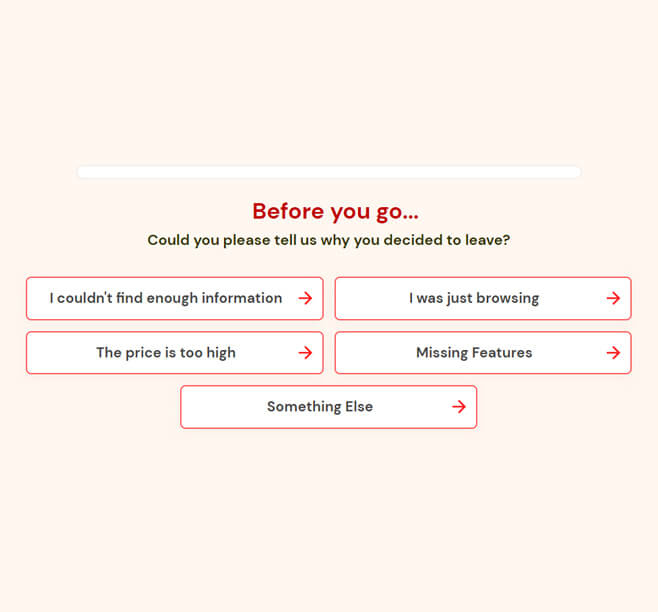 Before you go...
Could you please tell us why you decided to leave?
I couldn't find enough information
I was just browsing
The price is too high
Missing Features
Something Else